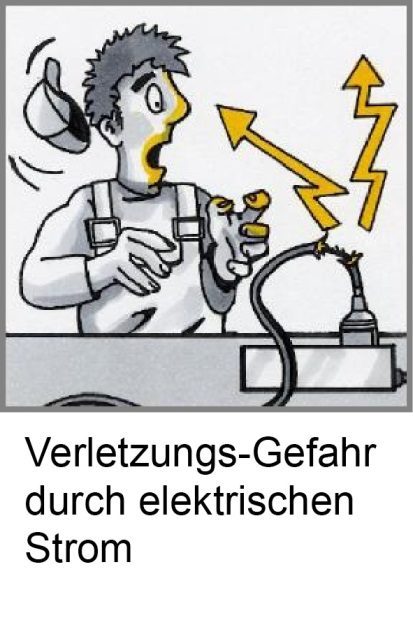 Verletzungs-Gefahr
durch elektrischen
Strom